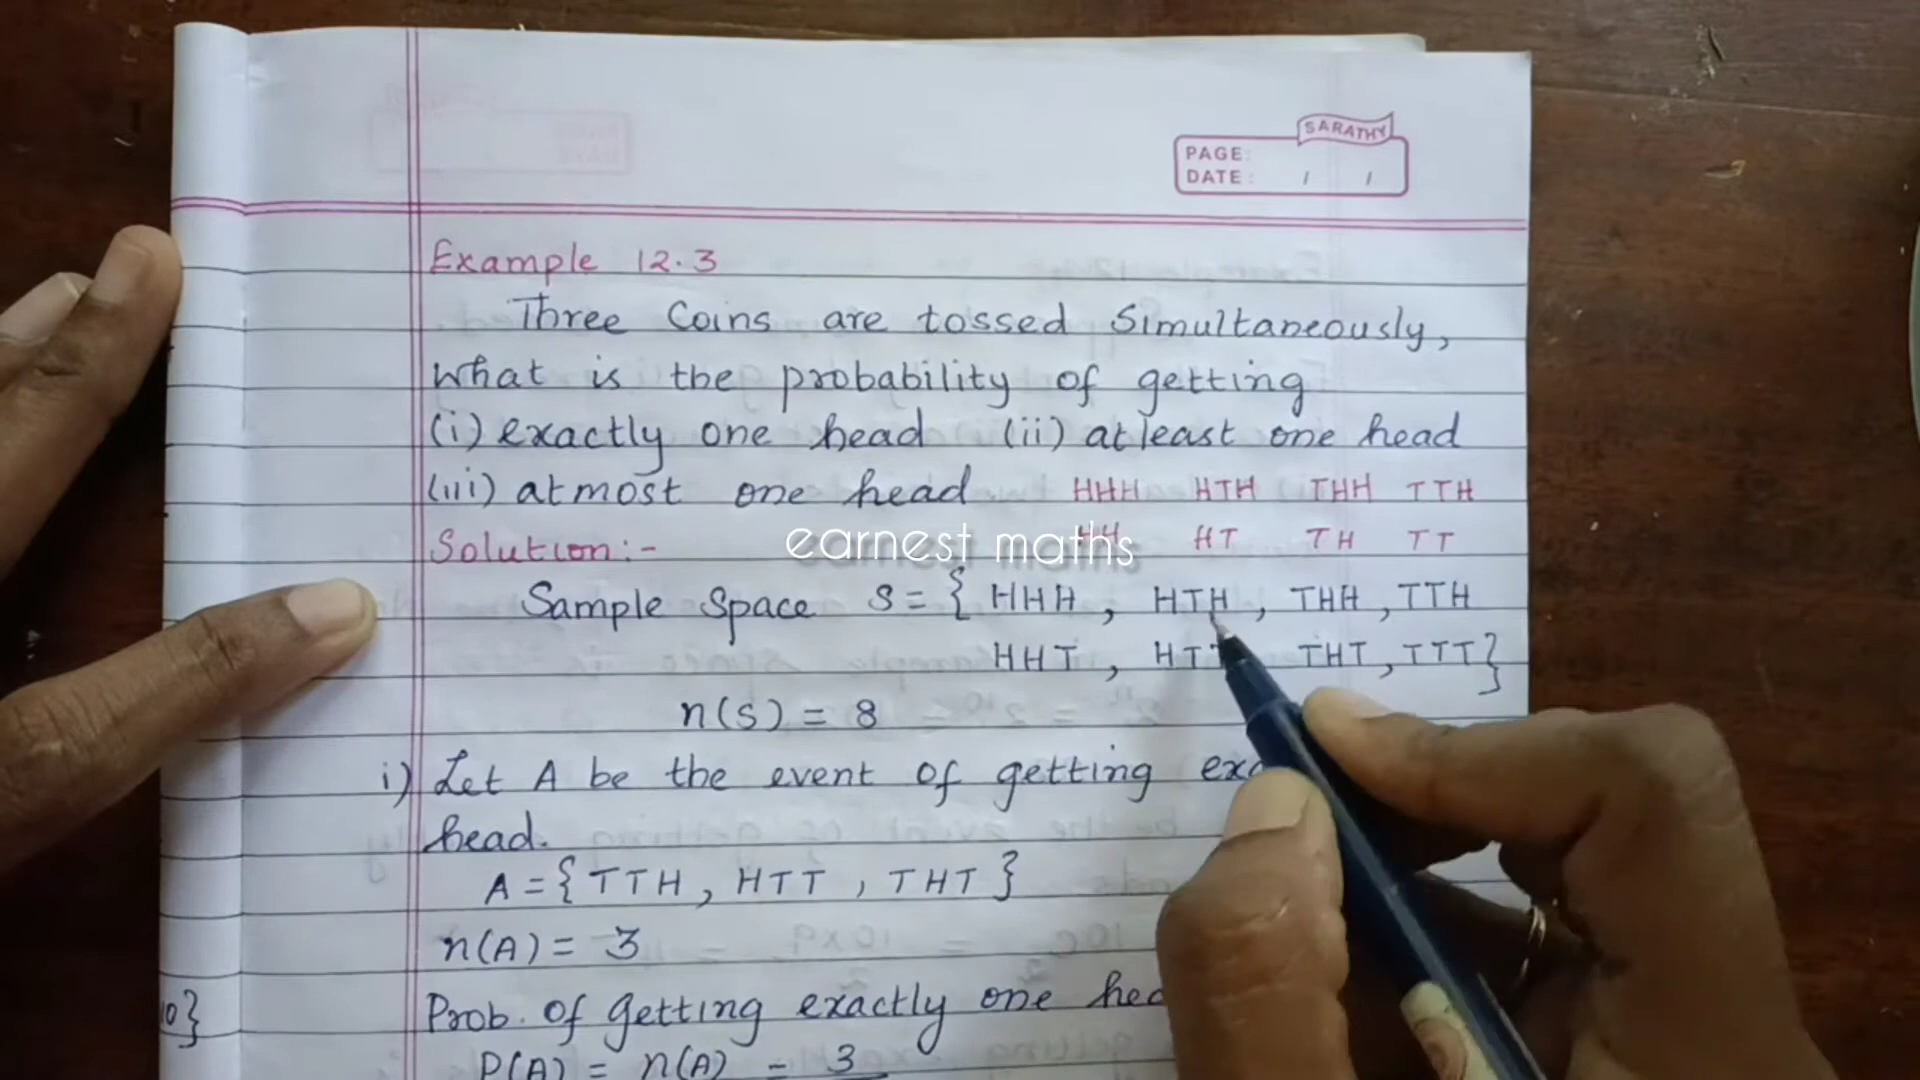 SARATHY
PAGE:
DATE: / /
Example 12.3
Three Coins are tossed Simultaneously,
What is the probability of getting
(i) exactly one head (ii) atleast one head
(iii) atmost one head HHH HTH THH TTH
Solution:- HH HT TH TT
earnest maths
Sample Space S = { HHH, HTH, THH, TTH
HHT, HTT THT, TTT}
n(S) = 8
i) Let A be the event of getting
head.
A = { TTH, HTT, THT }
n(A) = 3
Prob. of getting exactly one
P(A) = n(A) = 3